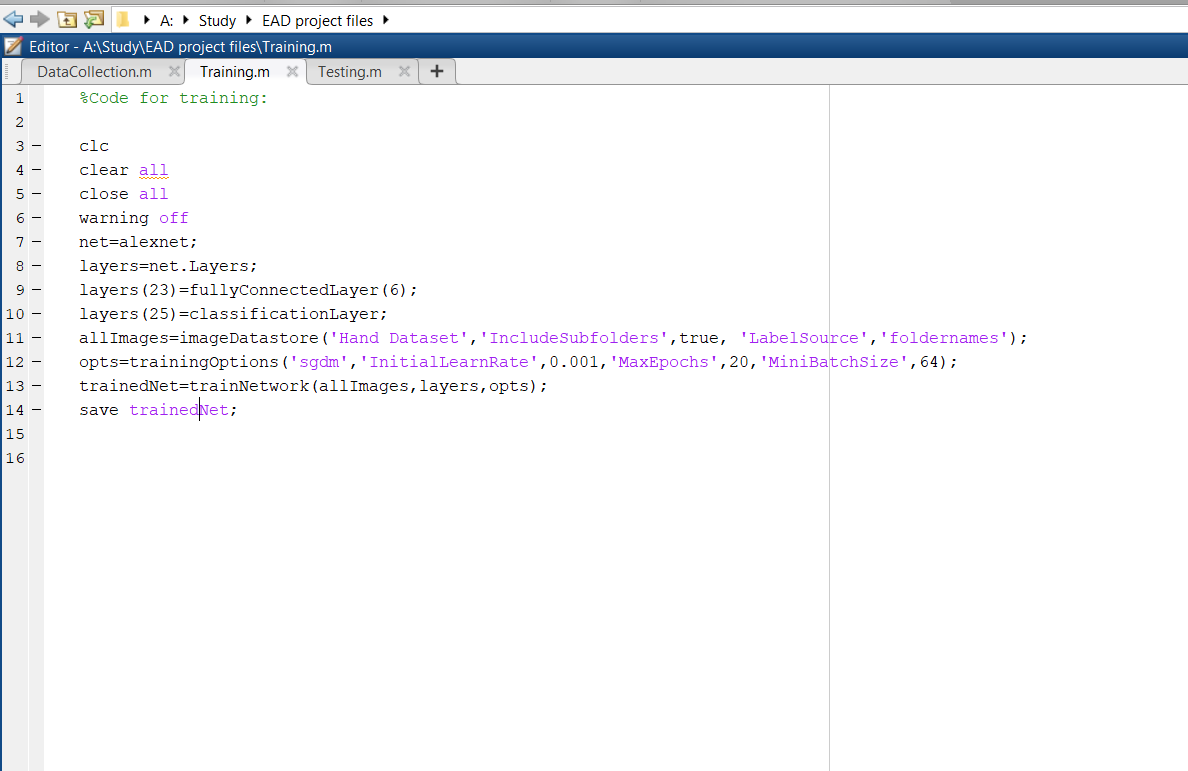 A: Study EAD project files
Editor - A:\Study\EAD project files\Training.m
DataCollection.m Training.m Testing.m +
1 %Code for training:
2
3 clc
4 clear all
5 close all
6 warning off
7 net=alexnet;
8 layers=net.Layers;
9 layers(23)=fullyConnectedLayer(6);
10 layers(25)=classificationLayer;
11 allImages=imageDatastore('Hand Dataset','IncludeSubfolders',true, 'LabelSource','foldernames');
12 opts=trainingOptions('sgdm','InitialLearnRate',0.001,'MaxEpochs',20,'MiniBatchSize',64);
13 trainedNet=trainNetwork(allImages,layers,opts);
14 save trainedNet;
15
16